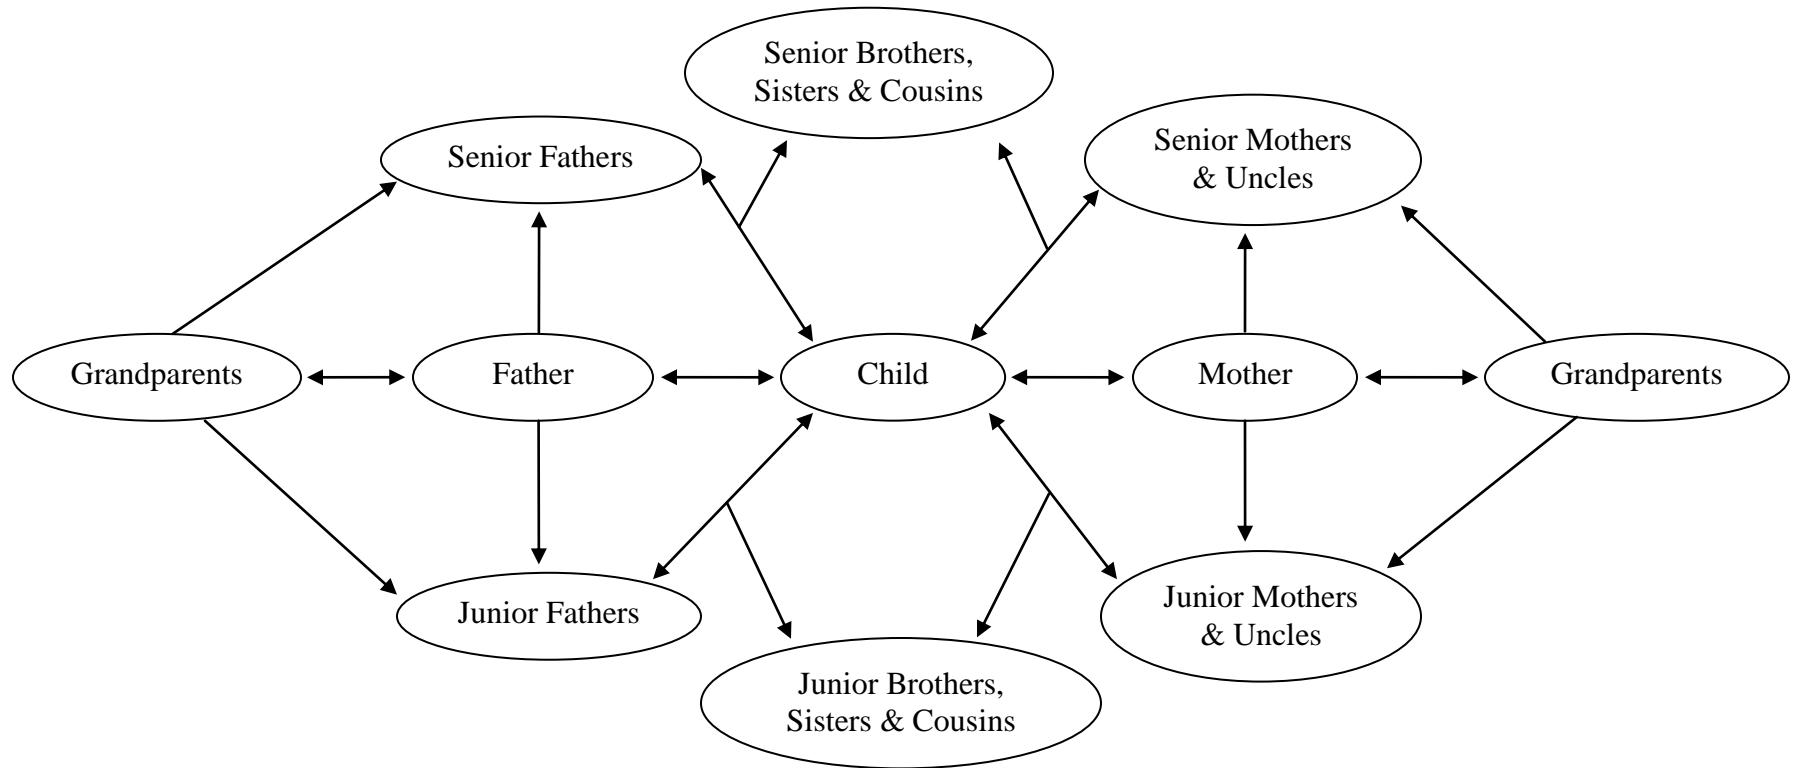 Senior Brothers,
Sisters & Cousins
Senior Fathers
Senior Mothers
& Uncles
Grandparents
Father
Child
Mother
Grandparents
Junior Fathers
Junior Mothers
& Uncles
Junior Brothers,
Sisters & Cousins